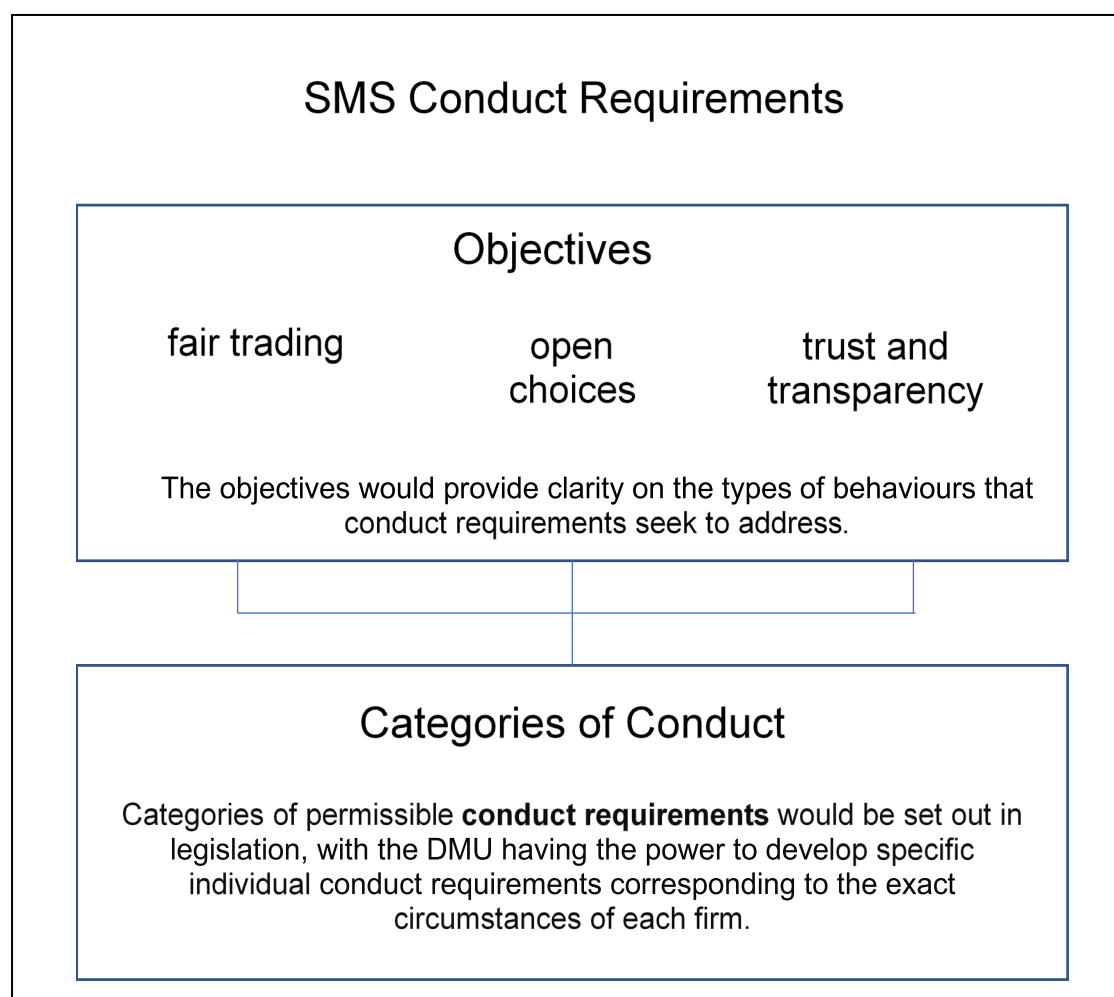 SMS Conduct Requirements
Objectives
fair trading
open
choices
trust and
transparency
The objectives would provide clarity on the types of behaviours that
conduct requirements seek to address.
Categories of Conduct
Categories of permissible conduct requirements would be set out in
legislation, with the DMU having the power to develop specific
individual conduct requirements corresponding to the exact
circumstances of each firm.